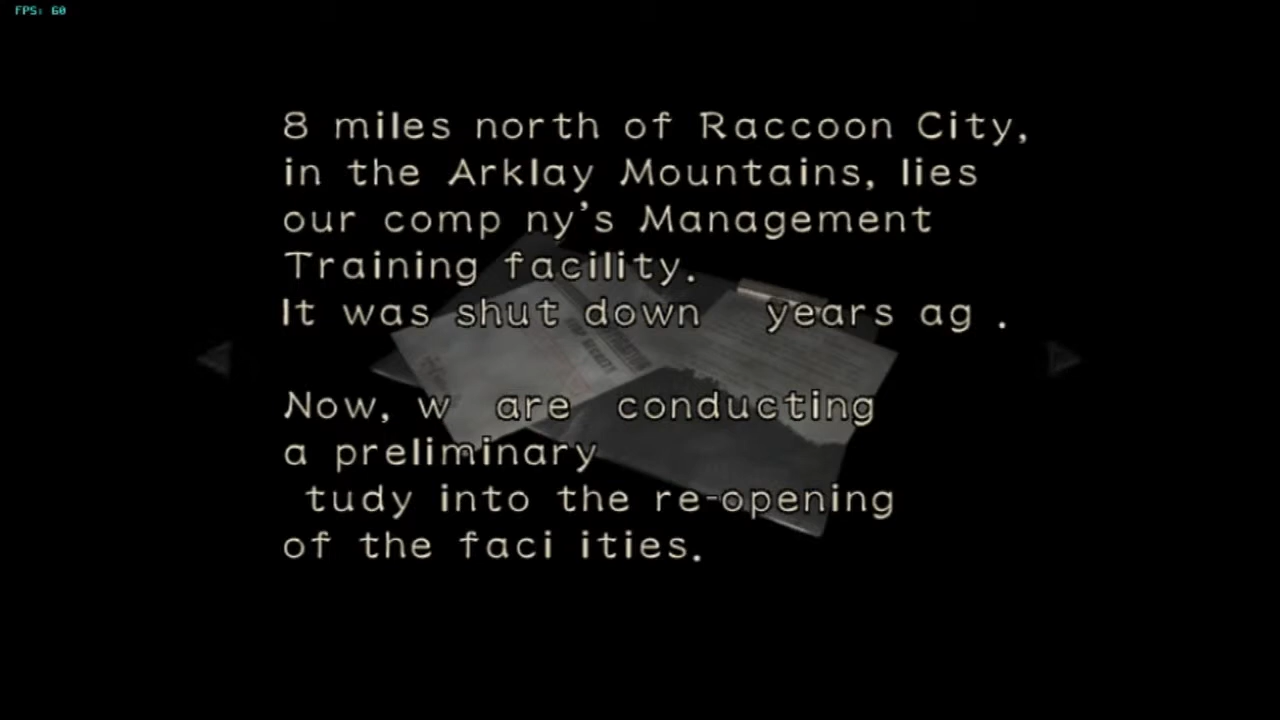 FPS: 60
8 miles north of Raccoon City,
in the Arklay Mountains, lies
our comp ny's Management
Training facility.
It was shut down   years ag .
Now, w  are  conducting
a preliminary
 tudy into the re-opening
of the faci ities.